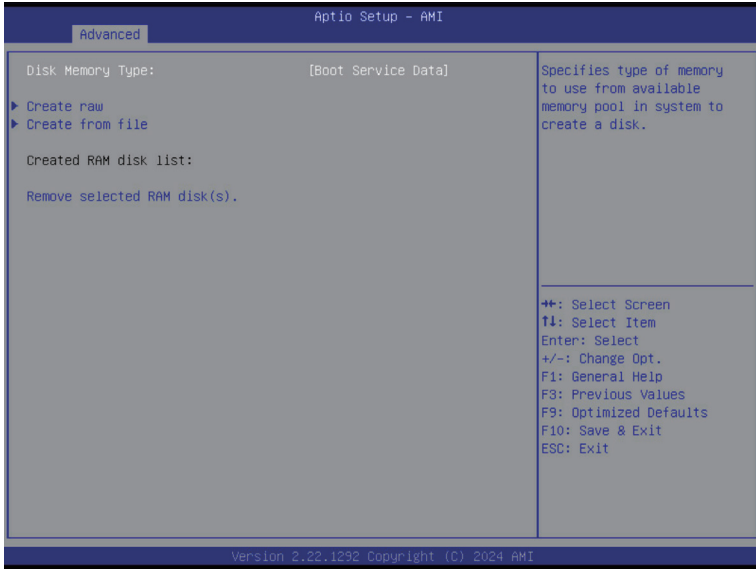 Aptio Setup - AMI
Advanced
Disk Memory Type: [Boot Service Data]
Create raw
Create from file
Created RAM disk list:
Remove selected RAM disk(s).
Specifies type of memory
to use from available
memory pool in system to
create a disk.
→←: Select Screen
↑↓: Select Item
Enter: Select
+/-: Change Opt.
F1: General Help
F3: Previous Values
F9: Optimized Defaults
F10: Save & Exit
ESC: Exit
Version 2.22.1292 Copyright (C) 2024 AMI